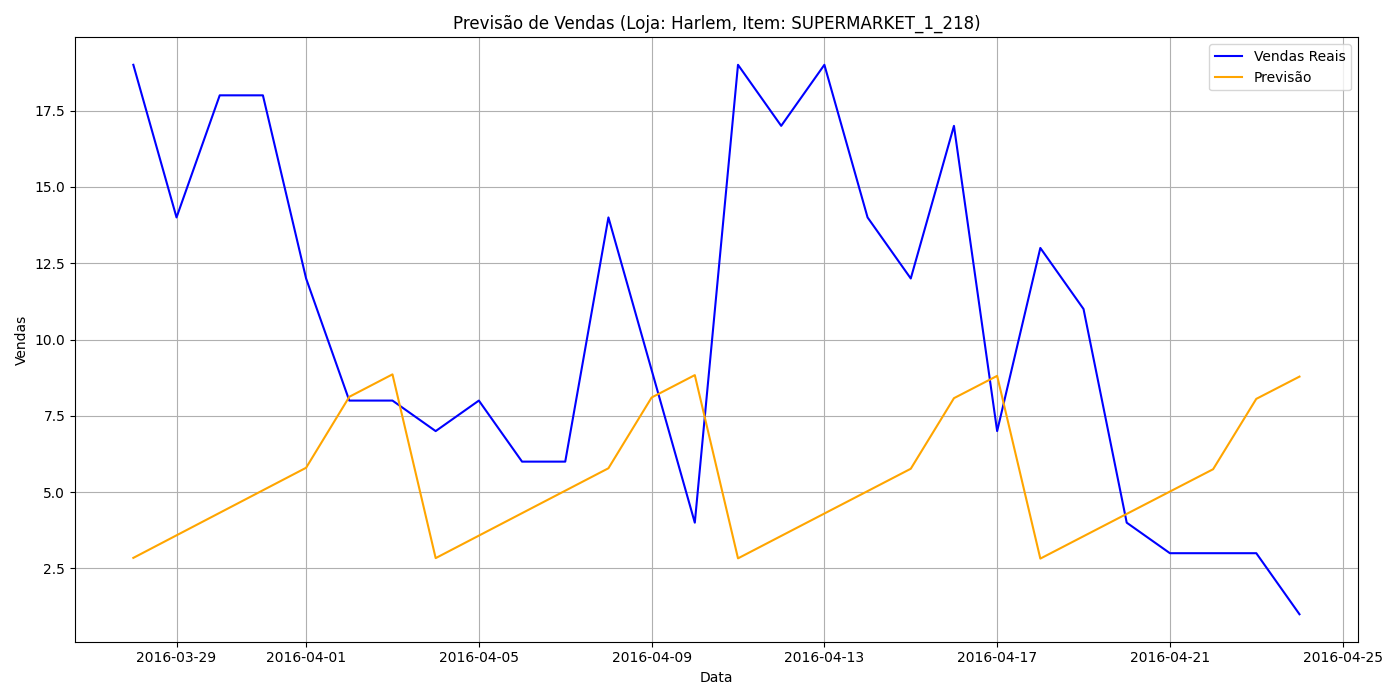 Previsão de Vendas (Loja: Harlem, Item: SUPERMARKET_1_218)
Vendas Reais
Previsão
17.5
15.0
12.5
10.0
7.5
5.0
2.5
Vendas
2016-03-29 2016-04-01 2016-04-05 2016-04-09 2016-04-13 2016-04-17 2016-04-21 2016-04-25
Data